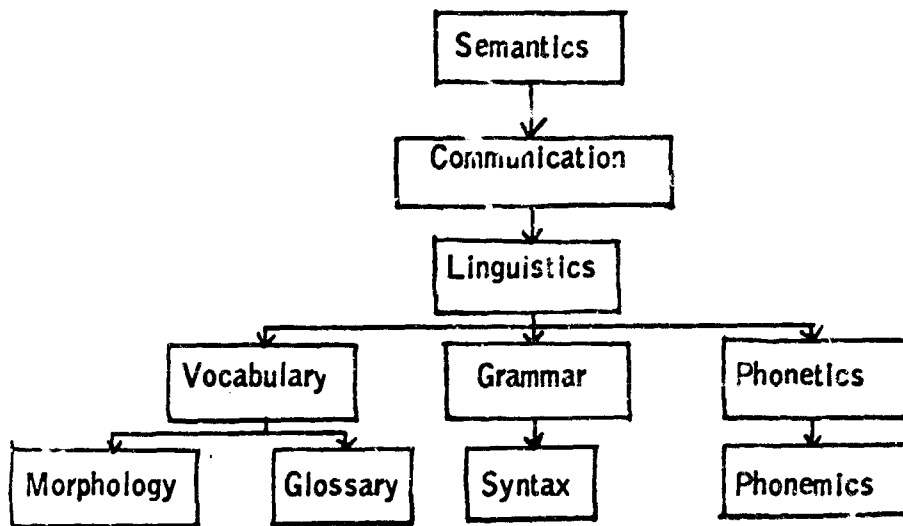 Semantics
Communication
Linguistics
Vocabulary
Grammar
Phonetics
Morphology
Glossary
Syntax
Phonemics